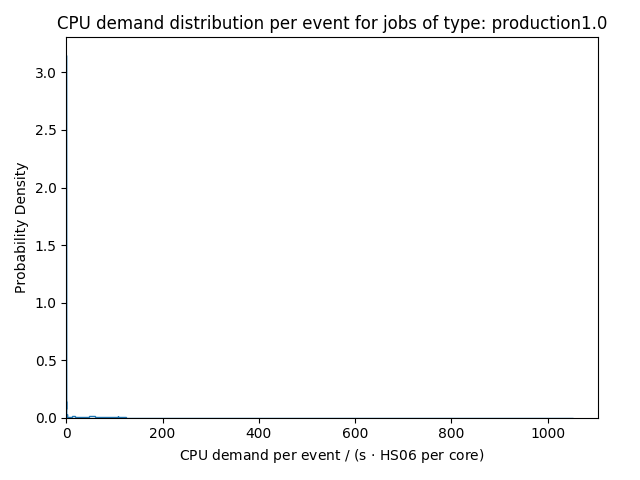 CPU demand distribution per event for jobs of type: production1.0
3.0
2.5
2.0
1.5
1.0
0.5
0.0
Probability Density
0 200 400 600 800 1000
CPU demand per event / (s · HS06 per core)